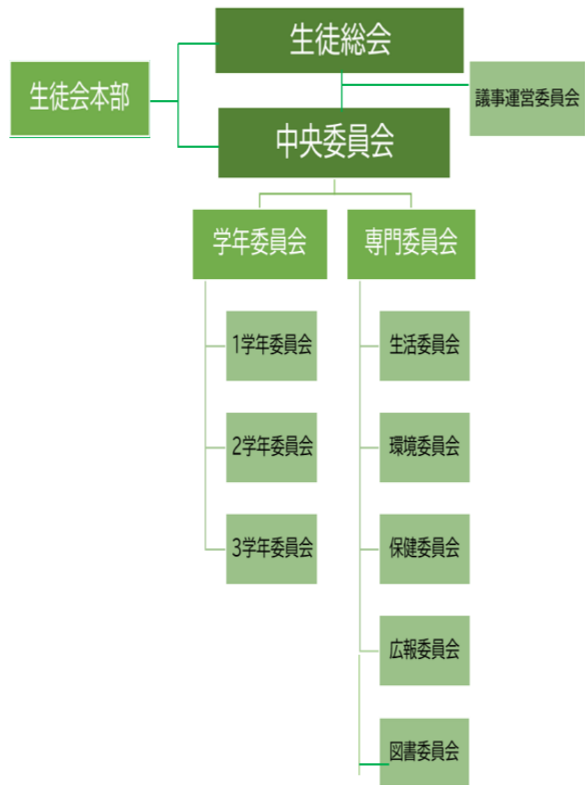 生徒総会
生徒会本部
議事運営委員会
中央委員会
学年委員会
専門委員会
1学年委員会
生活委員会
2学年委員会
環境委員会
3学年委員会
保健委員会
広報委員会
図書委員会